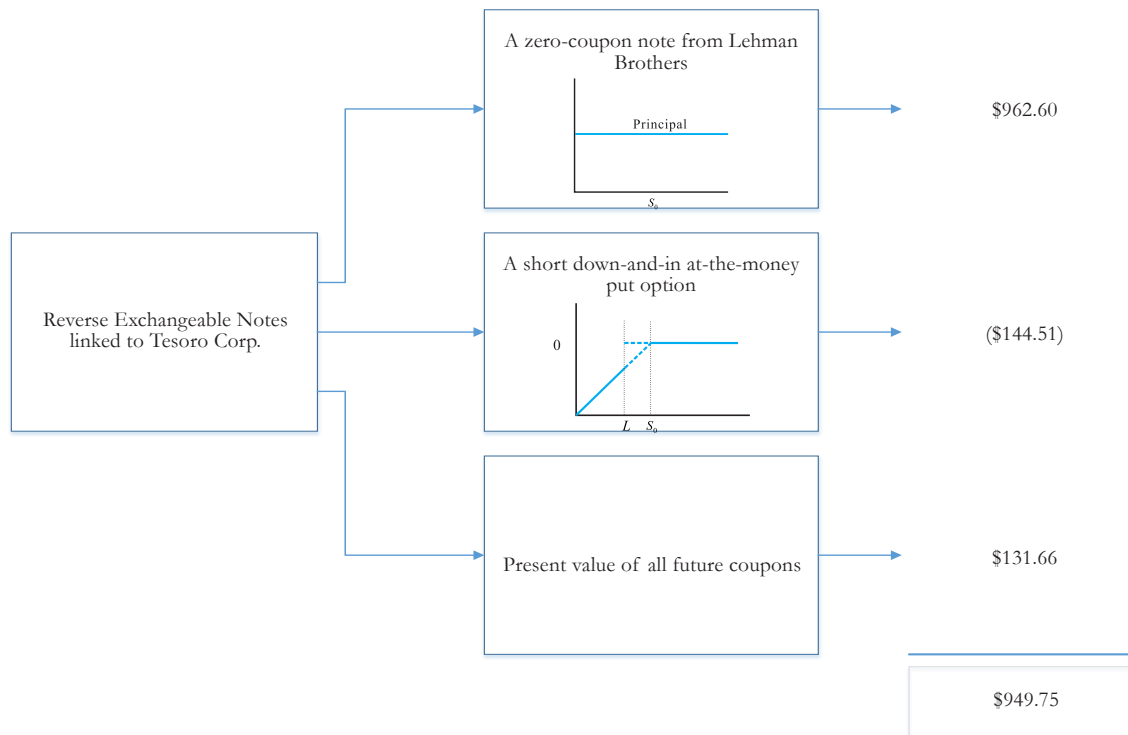 A zero-coupon note from Lehman
Brothers
Principal
S₀
$962.60
Reverse Exchangeable Notes
linked to Tesoro Corp.
A short down-and-in at-the-money
put option
0
L S₀
($144.51)
Present value of all future coupons
$131.66
$949.75